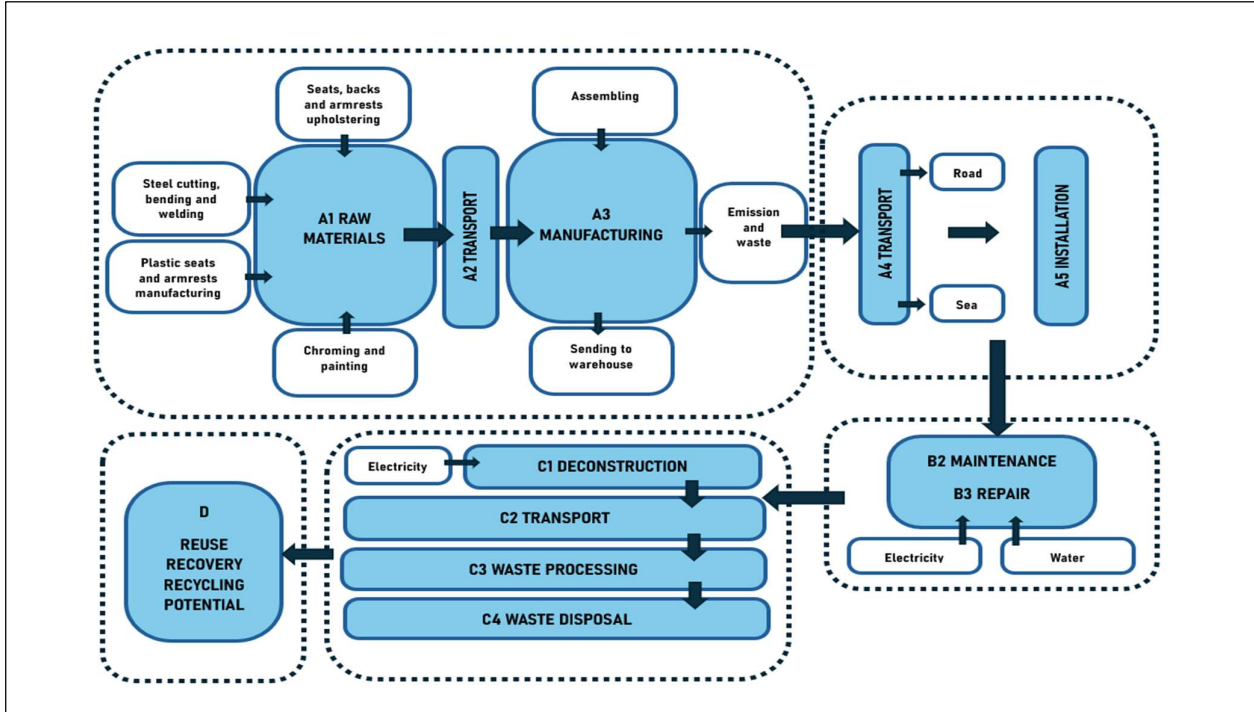 Seats, backs
and armrests
upholstering
Assembling
Steel cutting,
bending and
welding
Plastic seats
and armrests
manufacturing
A1 RAW
MATERIALS
Chroming and
painting
A2 TRANSPORT
A3
MANUFACTURING
Sending to
warehouse
Emission
and
waste
A4 TRANSPORT
Road
Sea
A5 INSTALLATION
B2 MAINTENANCE
B3 REPAIR
Electricity
Water
Electricity
C1 DECONSTRUCTION
C2 TRANSPORT
C3 WASTE PROCESSING
C4 WASTE DISPOSAL
D
REUSE
RECOVERY
RECYCLING
POTENTIAL